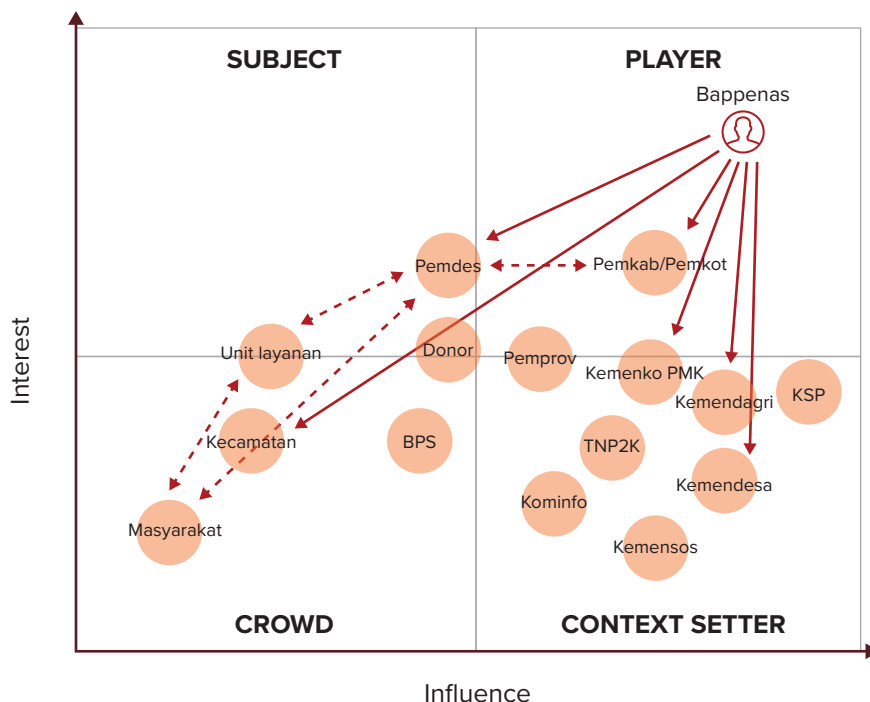 SUBJECT
PLAYER
Bappenas
Pemdes
Pemkab/Pemkot
Unit layanan
Donor
Pemprov
Kemenko PMK
Kemendagri
KSP
Kecamatan
BPS
TNP2K
Kemendesa
Kominfo
Masyarakat
Kemensos
CROWD
CONTEXT SETTER
Interest
Influence